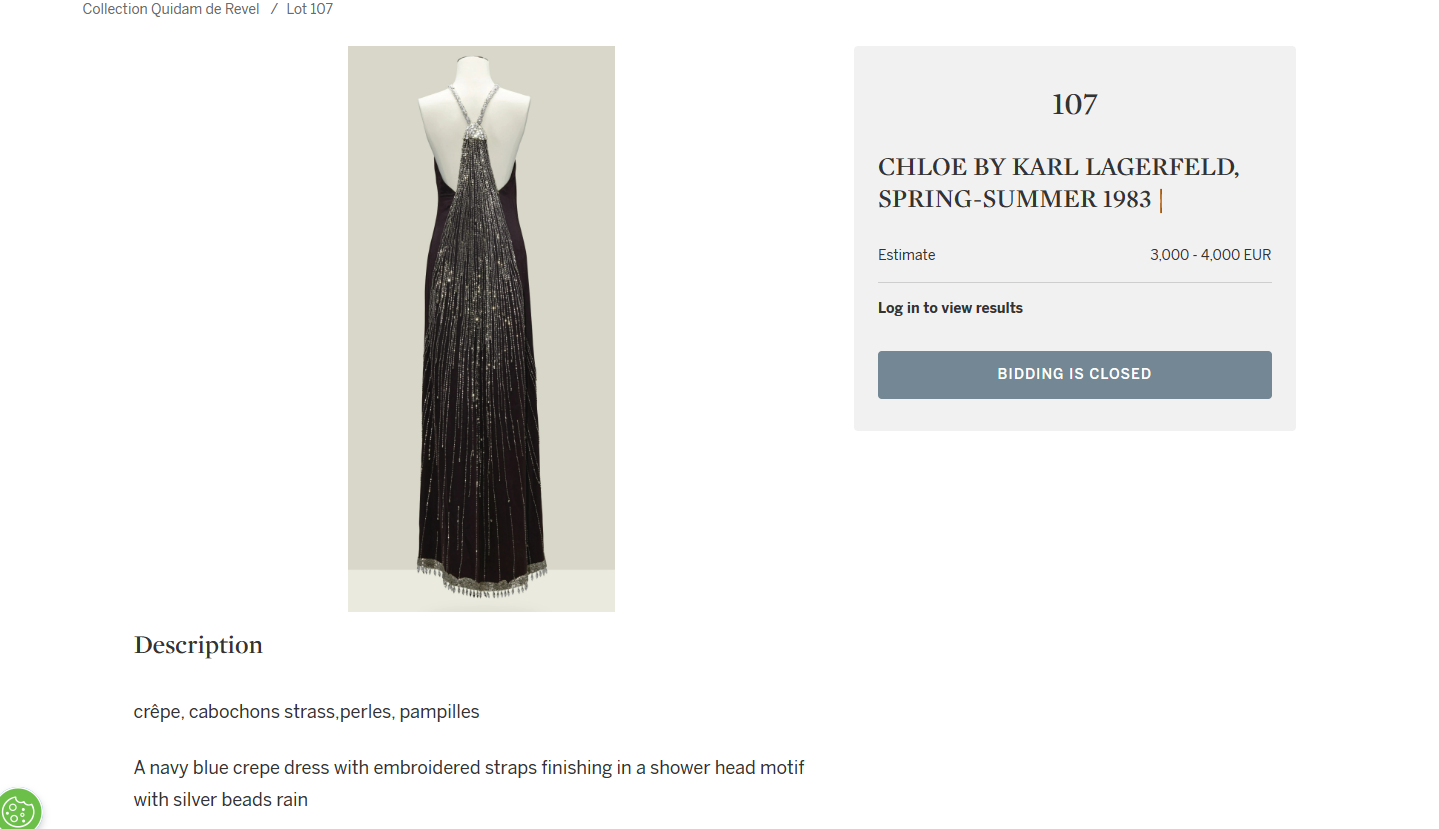 Collection Quidam de Revel / Lot 107
107
CHLOE BY KARL LAGERFELD,
SPRING-SUMMER 1983 |
Estimate 3,000 - 4,000 EUR
Log in to view results
BIDDING IS CLOSED
Description
crêpe, cabochons strass,perles, pampilles
A navy blue crepe dress with embroidered straps finishing in a shower head motif
with silver beads rain